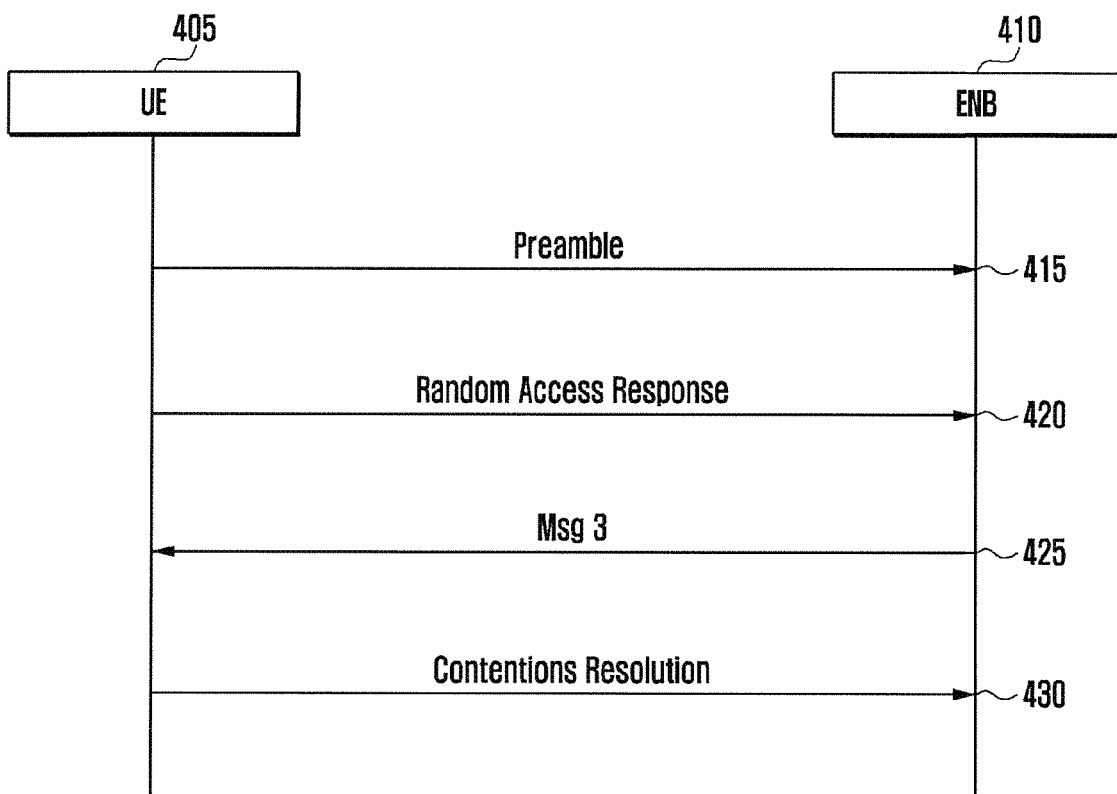 405
410
UE
ENB
Preamble
415
Random Access Response
420
Msg 3
425
Contentions Resolution
430